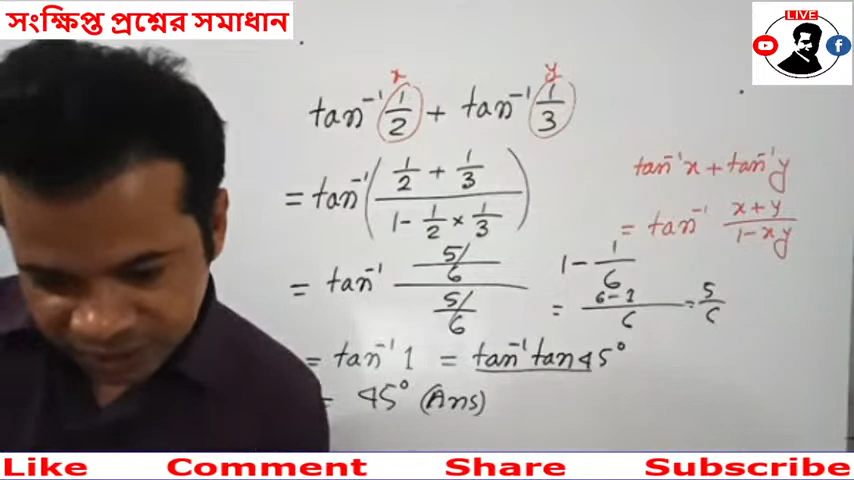 সংক্ষিপ্ত প্রশ্নের সমাধান
LIVE
x y
tan⁻¹ 1/2 + tan⁻¹ 1/3
= tan⁻¹ ( (1/2 + 1/3) / (1 - 1/2 × 1/3) )
tan⁻¹x + tan⁻¹y
= tan⁻¹ (x + y)/(1 - xy)
= tan⁻¹ (5/6)/(5/6)
1 - 1/6
= (6-1)/6 = 5/6
= tan⁻¹ 1 = tan⁻¹ tan45°
= 45° (Ans)
Like Comment Share Subscribe